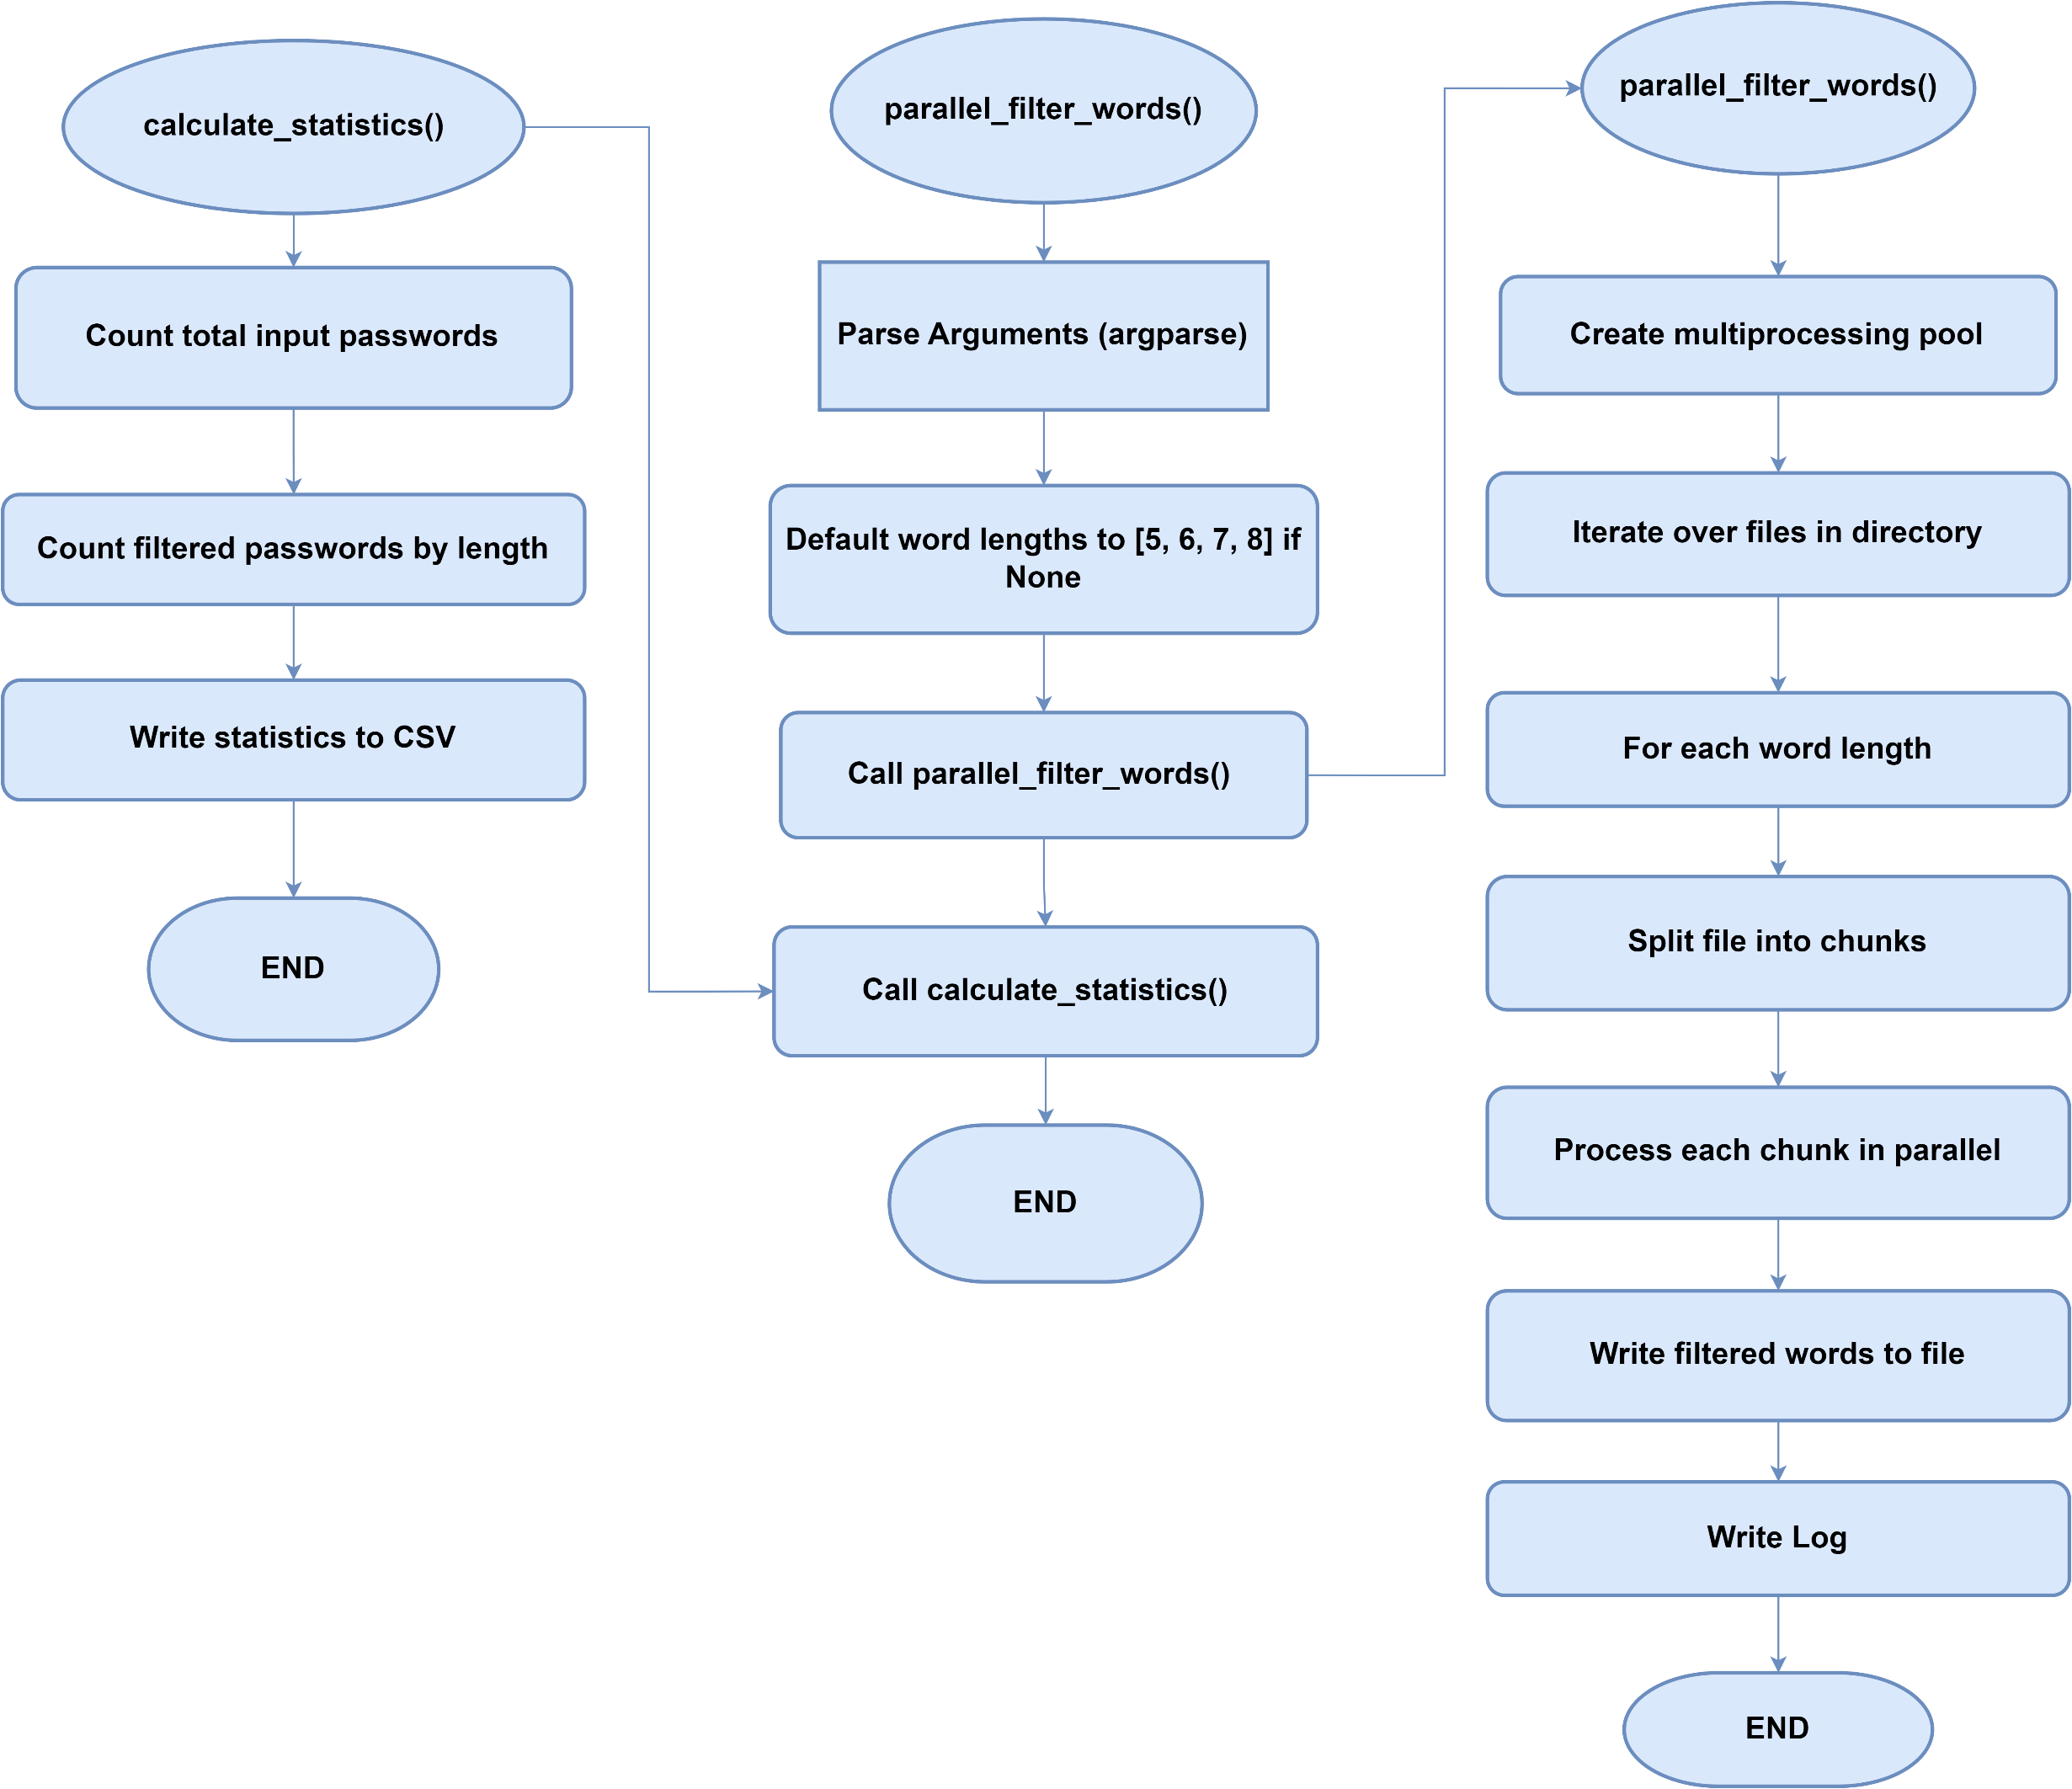 calculate_statistics()
Count total input passwords
Count filtered passwords by length
Write statistics to CSV
END
parallel_filter_words()
Parse Arguments (argparse)
Default word lengths to [5, 6, 7, 8] if
None
Call parallel_filter_words()
Call calculate_statistics()
END
parallel_filter_words()
Create multiprocessing pool
Iterate over files in directory
For each word length
Split file into chunks
Process each chunk in parallel
Write filtered words to file
Write Log
END